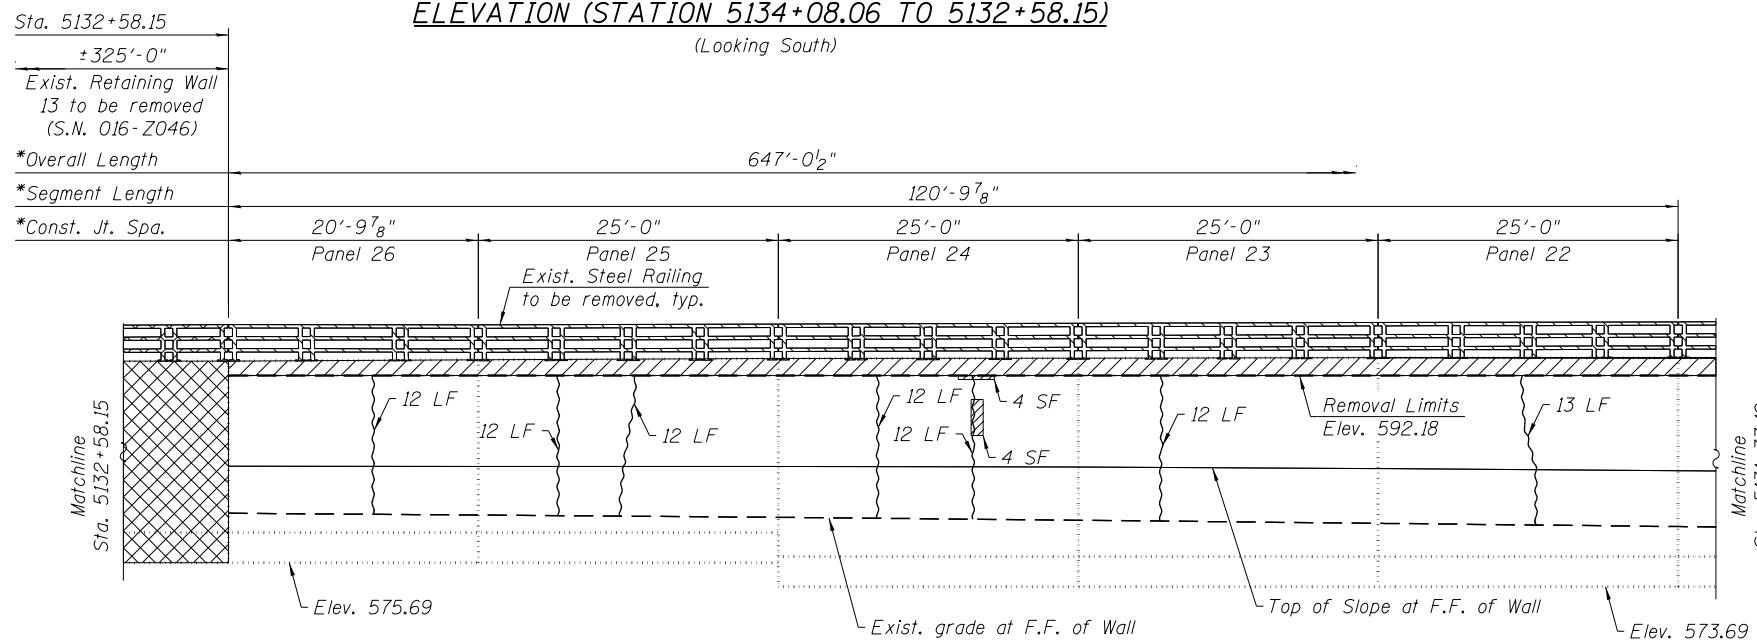 ELEVATION (STATION 5134+08.06 TO 5132+58.15)
(Looking South)
Sta. 5132+58.15
±325'-0"
Exist. Retaining Wall
13 to be removed
(S.N. 016-Z046)
*Overall Length
647'-0½"
*Segment Length
120'-9⅞"
*Const. Jt. Spa.
20'-9⅞"
25'-0"
25'-0"
25'-0"
25'-0"
Panel 26
Panel 25
Panel 24
Panel 23
Panel 22
Exist. Steel Railing
to be removed, typ.
12 LF
12 LF
12 LF
12 LF
12 LF
4 SF
4 SF
12 LF
Removal Limits
Elev. 592.18
13 LF
Matchline
Sta. 5132+58.15
Matchline
Elev. 575.69
Exist. grade at F.F. of Wall
Top of Slope at F.F. of Wall
Elev. 573.69